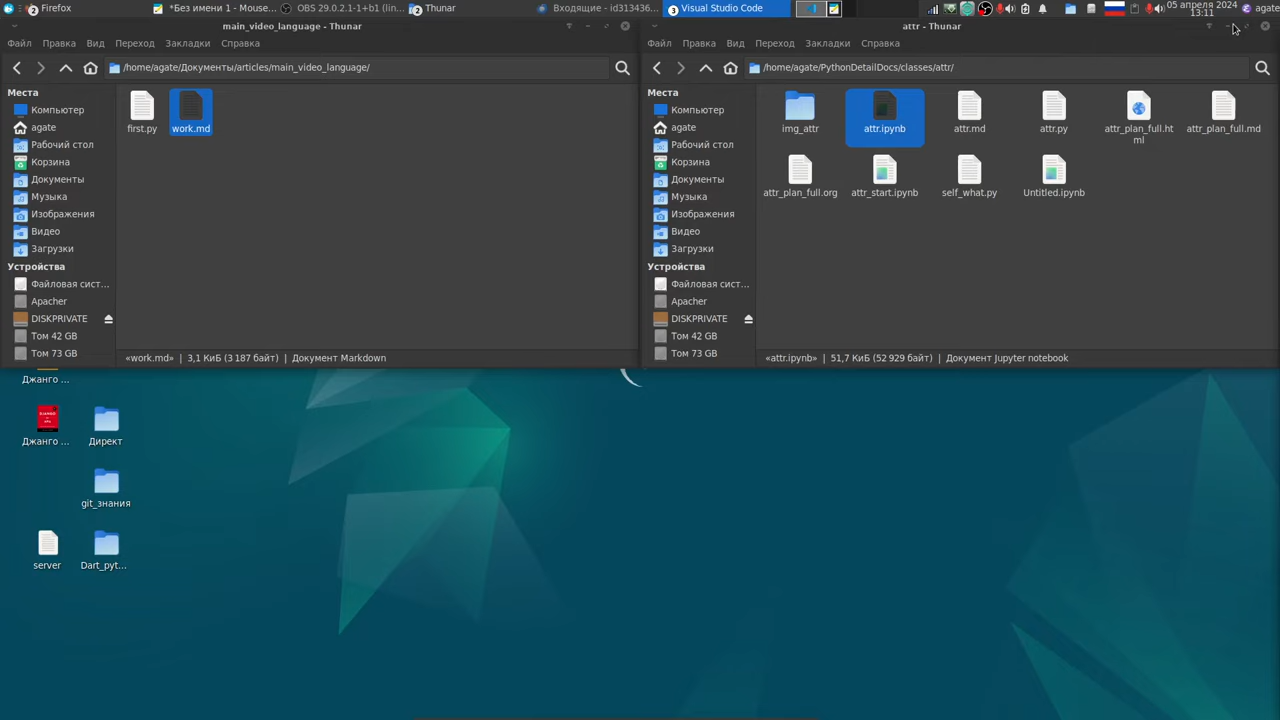 Firefox
*Без имени 1 - Mouse...
OBS 29.0.2.1-1+b1 (lin...
Thunar
Входящие - id313436...
Visual Studio Code
05 апреля 2024
13:11
agate
main_video_language - Thunar
Файл Правка Вид Переход Закладки Справка
/home/agate/Документы/articles/main_video_language/
Места
Компьютер
agate
Рабочий стол
Корзина
Документы
Музыка
Изображения
Видео
Загрузки
Устройства
Файловая сист...
Apacher
DISKPRIVATE
Том 42 GB
Том 73 GB
first.py
work.md
«work.md» | 3,1 КиБ (3 187 байт) | Документ Markdown
attr - Thunar
Файл Правка Вид Переход Закладки Справка
/home/agate/PythonDetailDocs/classes/attr/
Места
Компьютер
agate
Рабочий стол
Корзина
Документы
Музыка
Изображения
Видео
Загрузки
Устройства
Файловая сист...
Apacher
DISKPRIVATE
Том 42 GB
Том 73 GB
img_attr
attr.ipynb
attr.md
attr.py
attr_plan_full.ht
ml
attr_plan_full.md
attr_plan_full.org
attr_start.ipynb
self_what.py
Untitled.ipynb
«attr.ipynb» | 51,7 КиБ (52 929 байт) | Документ Jupyter notebook
Джанго ...
Джанго ...
Директ
git_знания
server
Dart_pyt...